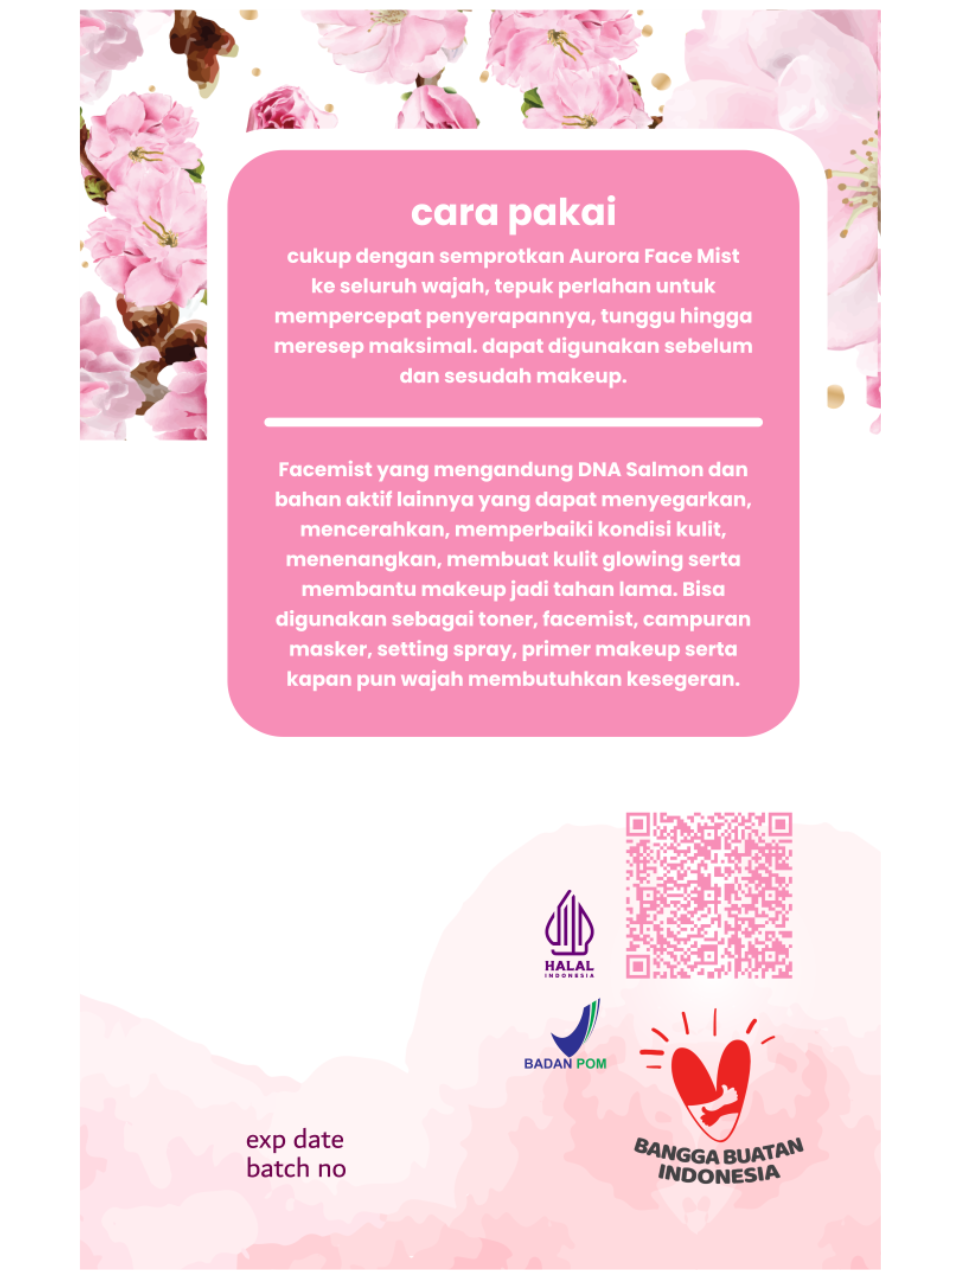 cara pakai
cukup dengan semprotkan Aurora Face Mist
ke seluruh wajah, tepuk perlahan untuk
mempercepat penyerapannya, tunggu hingga
meresep maksimal. dapat digunakan sebelum
dan sesudah makeup.
Facemist yang mengandung DNA Salmon dan
bahan aktif lainnya yang dapat menyegarkan,
mencerahkan, memperbaiki kondisi kulit,
menenangkan, membuat kulit glowing serta
membantu makeup jadi tahan lama. Bisa
digunakan sebagai toner, facemist, campuran
masker, setting spray, primer makeup serta
kapan pun wajah membutuhkan kesegeran.
HALAL
INDONESIA
BADAN POM
BANGGA BUATAN
INDONESIA
exp date
batch no